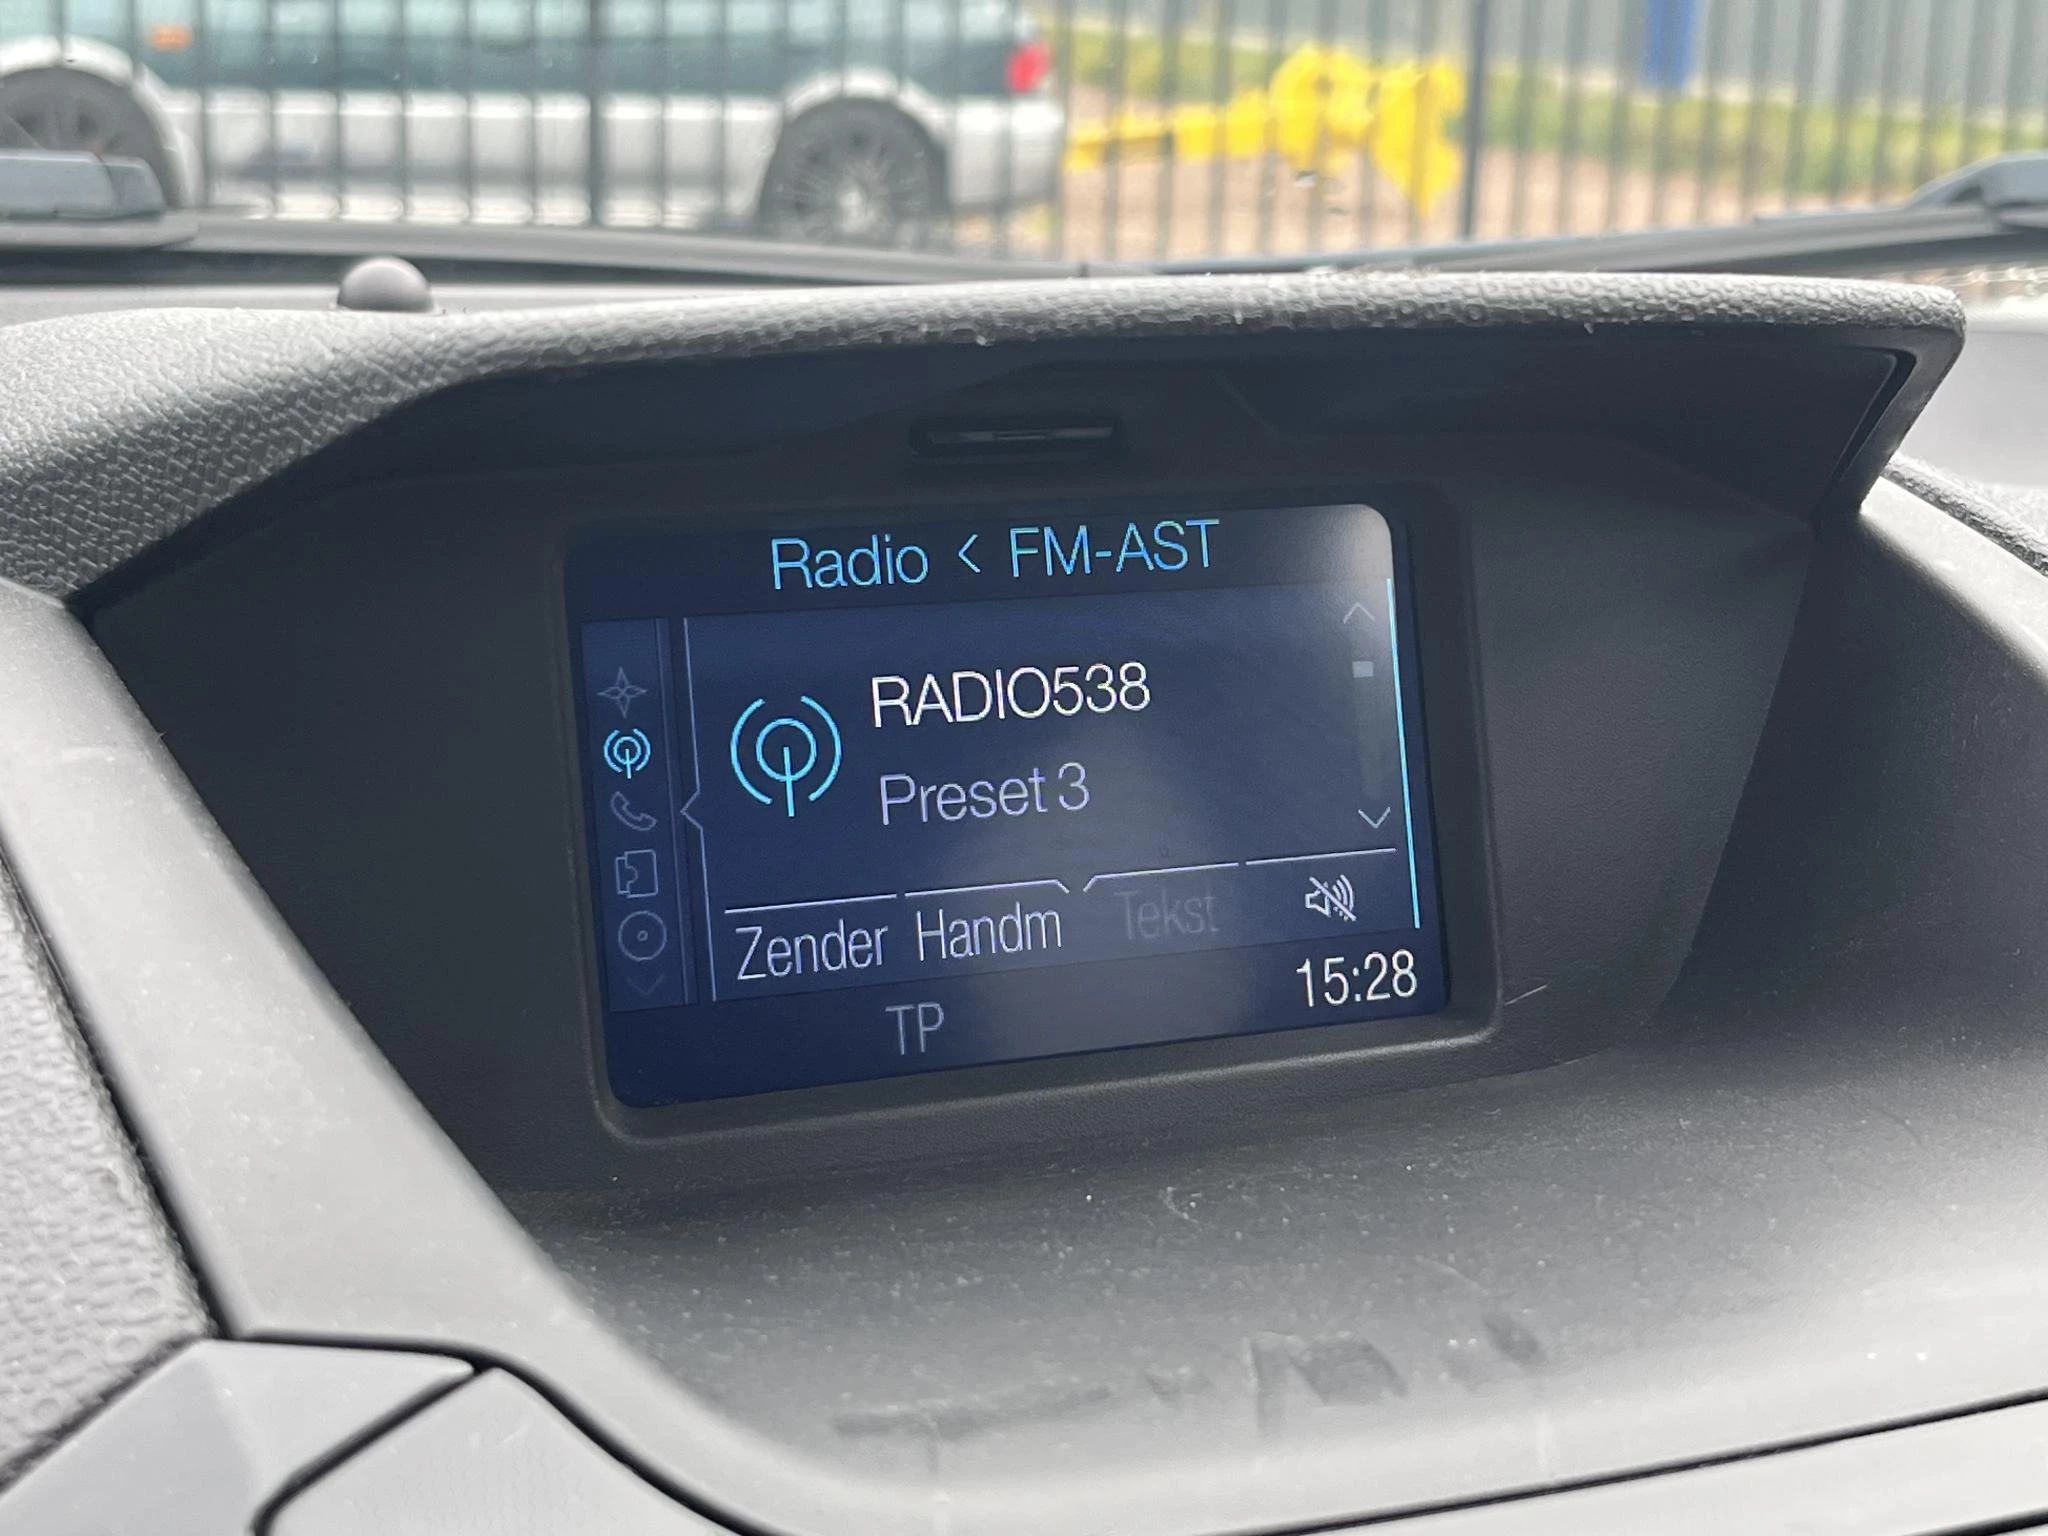 Radio < FM-AST
RADIO538
Preset 3
Zender Handm Tekst
TP 15:28